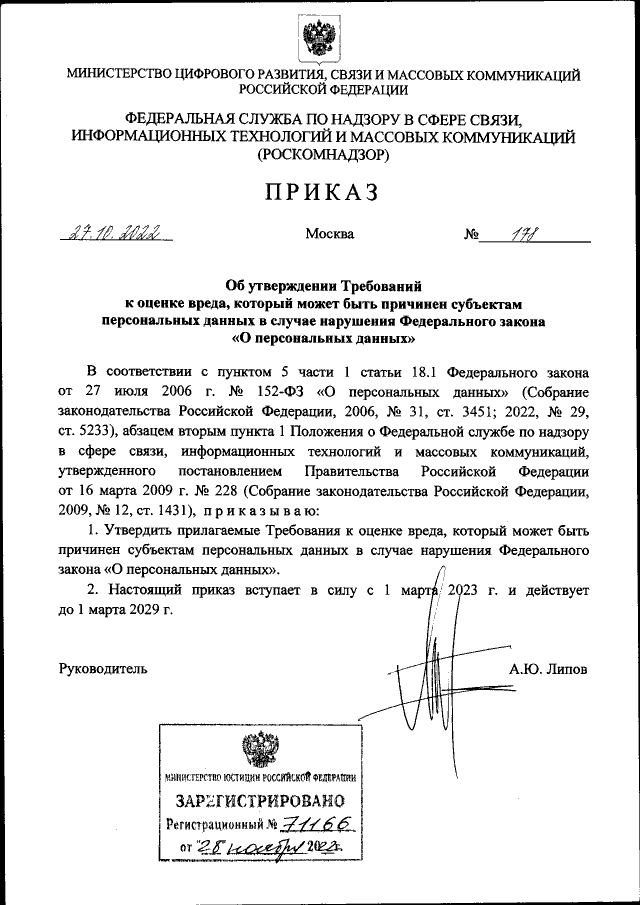 МИНИСТЕРСТВО ЦИФРОВОГО РАЗВИТИЯ, СВЯЗИ И МАССОВЫХ КОММУНИКАЦИЙ
РОССИЙСКОЙ ФЕДЕРАЦИИ
ФЕДЕРАЛЬНАЯ СЛУЖБА ПО НАДЗОРУ В СФЕРЕ СВЯЗИ,
ИНФОРМАЦИОННЫХ ТЕХНОЛОГИЙ И МАССОВЫХ КОММУНИКАЦИЙ
(РОСКОМНАДЗОР)
ПРИКАЗ
27.10.2022 Москва № 178
Об утверждении Требований
к оценке вреда, который может быть причинен субъектам
персональных данных в случае нарушения Федерального закона
«О персональных данных»
В соответствии с пунктом 5 части 1 статьи 18.1 Федерального закона
от 27 июля 2006 г. № 152-ФЗ «О персональных данных» (Собрание
законодательства Российской Федерации, 2006, № 31, ст. 3451; 2022, № 29,
ст. 5233), абзацем вторым пункта 1 Положения о Федеральной службе по надзору
в сфере связи, информационных технологий и массовых коммуникаций,
утвержденного постановлением Правительства Российской Федерации
от 16 марта 2009 г. № 228 (Собрание законодательства Российской Федерации,
2009, № 12, ст. 1431), приказываю:
1. Утвердить прилагаемые Требования к оценке вреда, который может быть
причинен субъектам персональных данных в случае нарушения Федерального
закона «О персональных данных».
2. Настоящий приказ вступает в силу с 1 марта 2023 г. и действует
до 1 марта 2029 г.
Руководитель А.Ю. Липов
МИНИСТЕРСТВО ЮСТИЦИИ РОССИЙСКОЙ ФЕДЕРАЦИИ
ЗАРЕГИСТРИРОВАНО
Регистрационный № 71166
от "28" ноября 2022г.